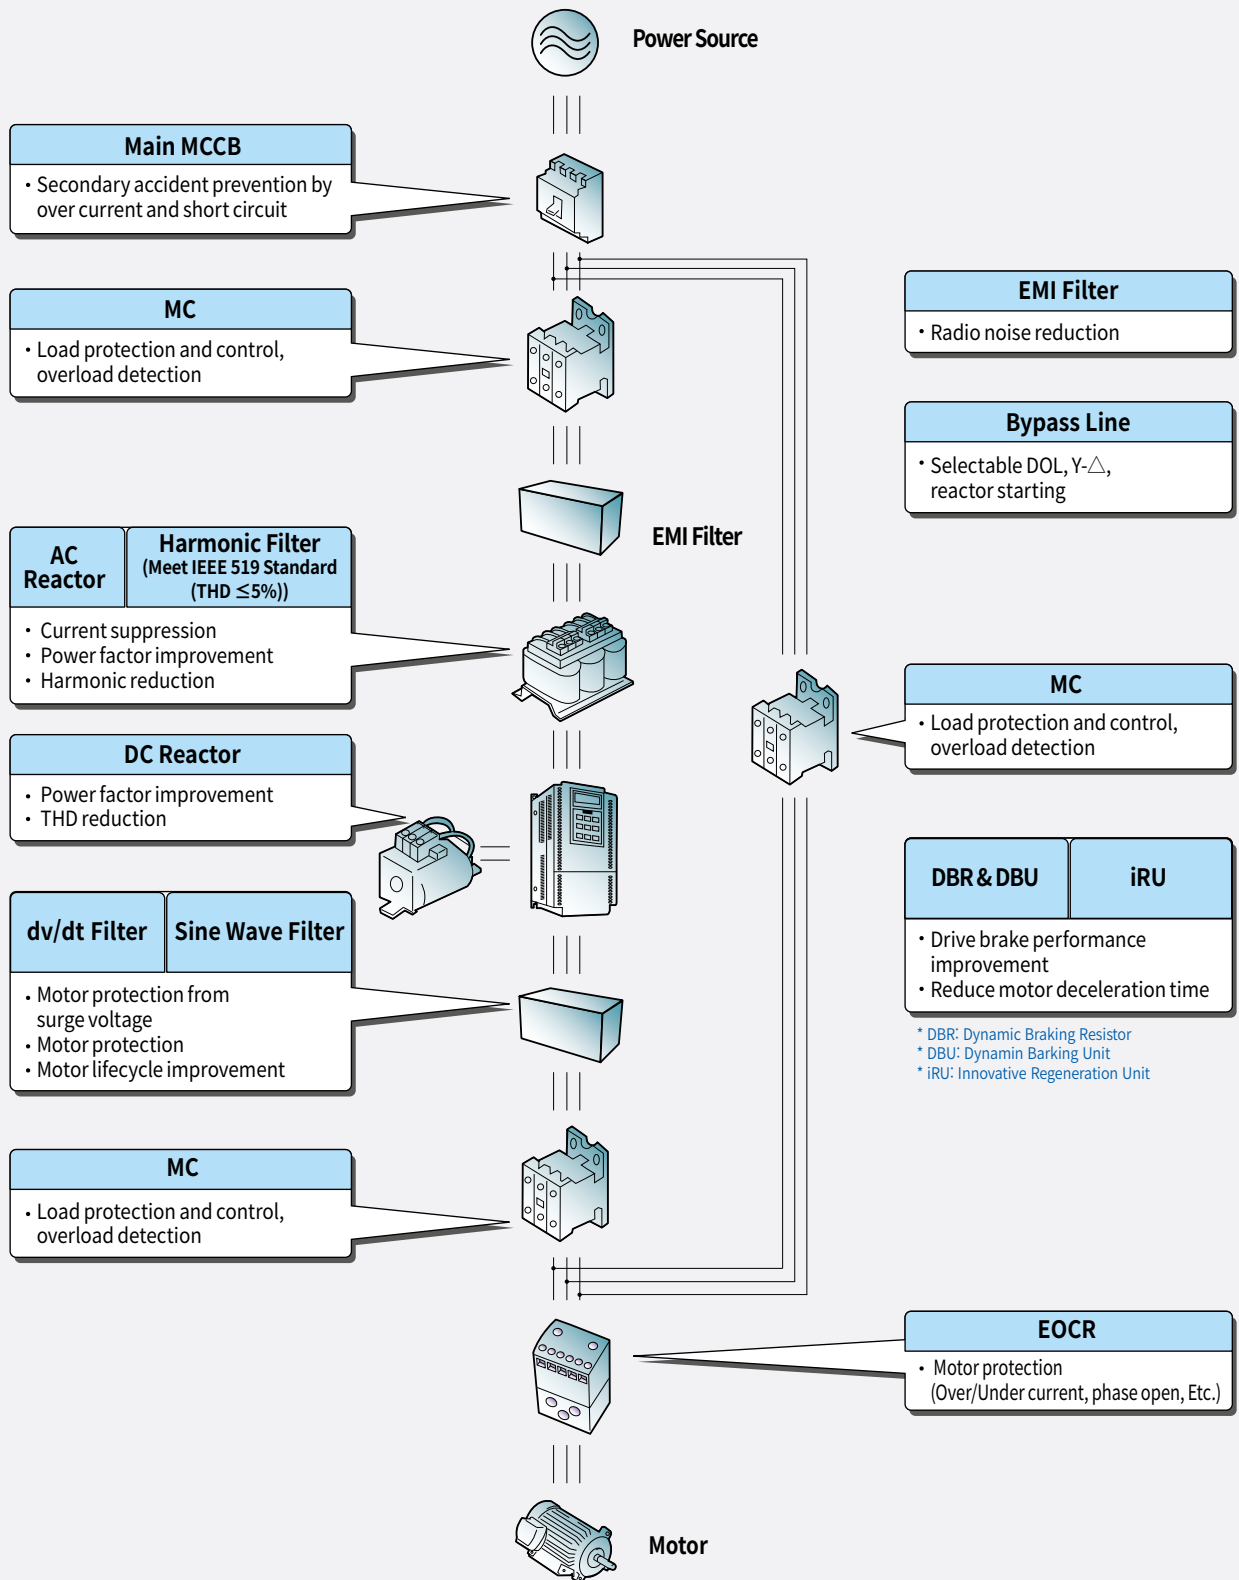 Power Source
Main MCCB
• Secondary accident prevention by
over current and short circuit
MC
• Load protection and control,
overload detection
EMI Filter
• Radio noise reduction
Bypass Line
• Selectable DOL, Y-△,
reactor starting
EMI Filter
AC
Reactor
Harmonic Filter
(Meet IEEE 519 Standard
(THD ≤5%))
• Current suppression
• Power factor improvement
• Harmonic reduction
MC
• Load protection and control,
overload detection
DC Reactor
• Power factor improvement
• THD reduction
DBR & DBU
iRU
• Drive brake performance
improvement
• Reduce motor deceleration time
* DBR: Dynamic Braking Resistor
* DBU: Dynamin Barking Unit
* iRU: Innovative Regeneration Unit
dv/dt Filter
Sine Wave Filter
• Motor protection from
surge voltage
• Motor protection
• Motor lifecycle improvement
MC
• Load protection and control,
overload detection
EOCR
• Motor protection
(Over/Under current, phase open, Etc.)
Motor